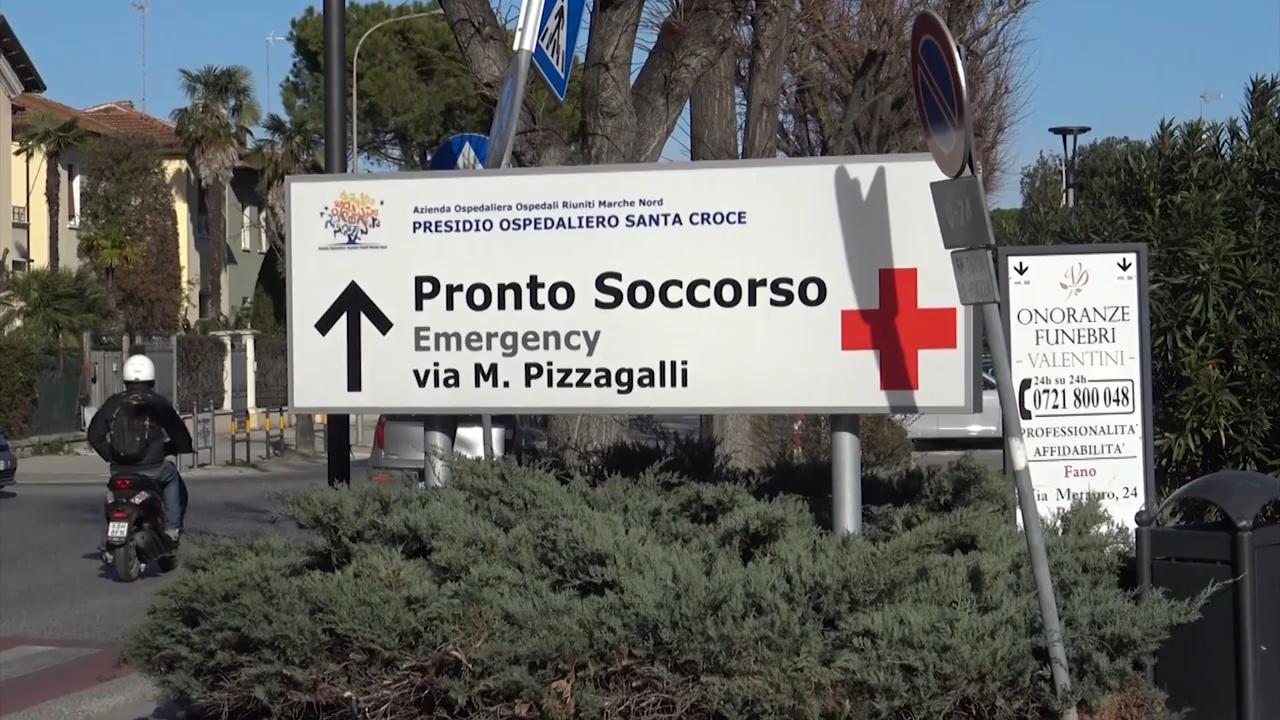 Azienda Ospedaliera Ospedali Riuniti Marche Nord
PRESIDIO OSPEDALIERO SANTA CROCE
Pronto Soccorso
Emergency
via M. Pizzagalli
ONORANZE
FUNEBRI
- VALENTINI -
24h su 24h
0721 800 048
PROFESSIONALITA'
AFFIDABILITA'
Fano
Via Metauro, 24